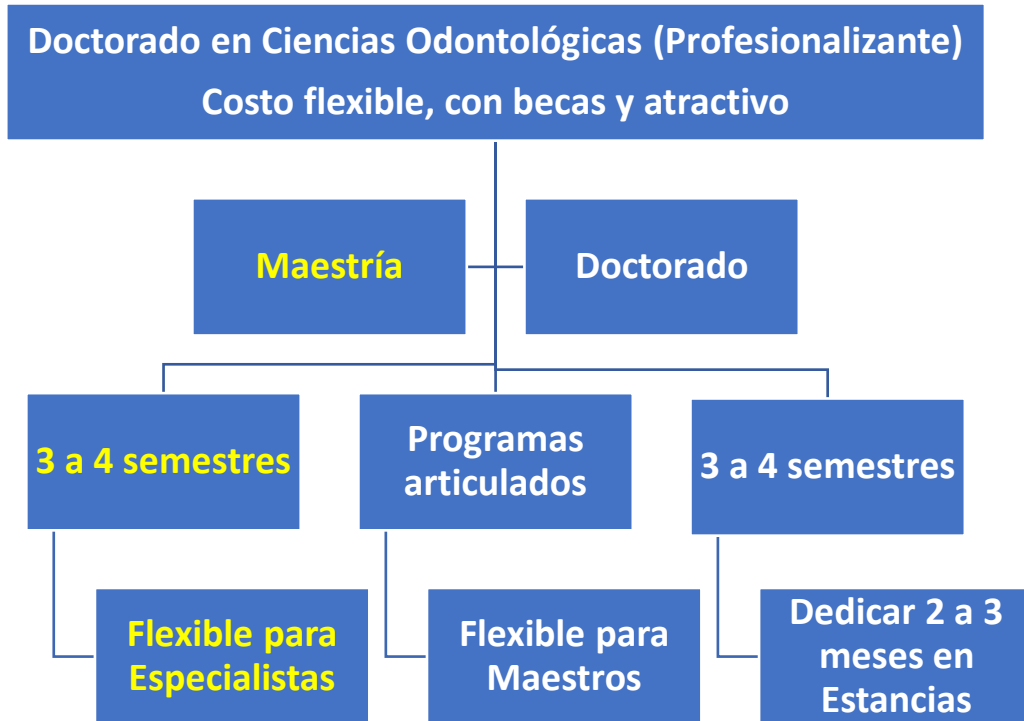 Doctorado en Ciencias Odontológicas (Profesionalizante)
Costo flexible, con becas y atractivo
Maestría
Doctorado
3 a 4 semestres
Programas
articulados
3 a 4 semestres
Flexible para
Especialistas
Flexible para
Maestros
Dedicar 2 a 3
meses en
Estancias